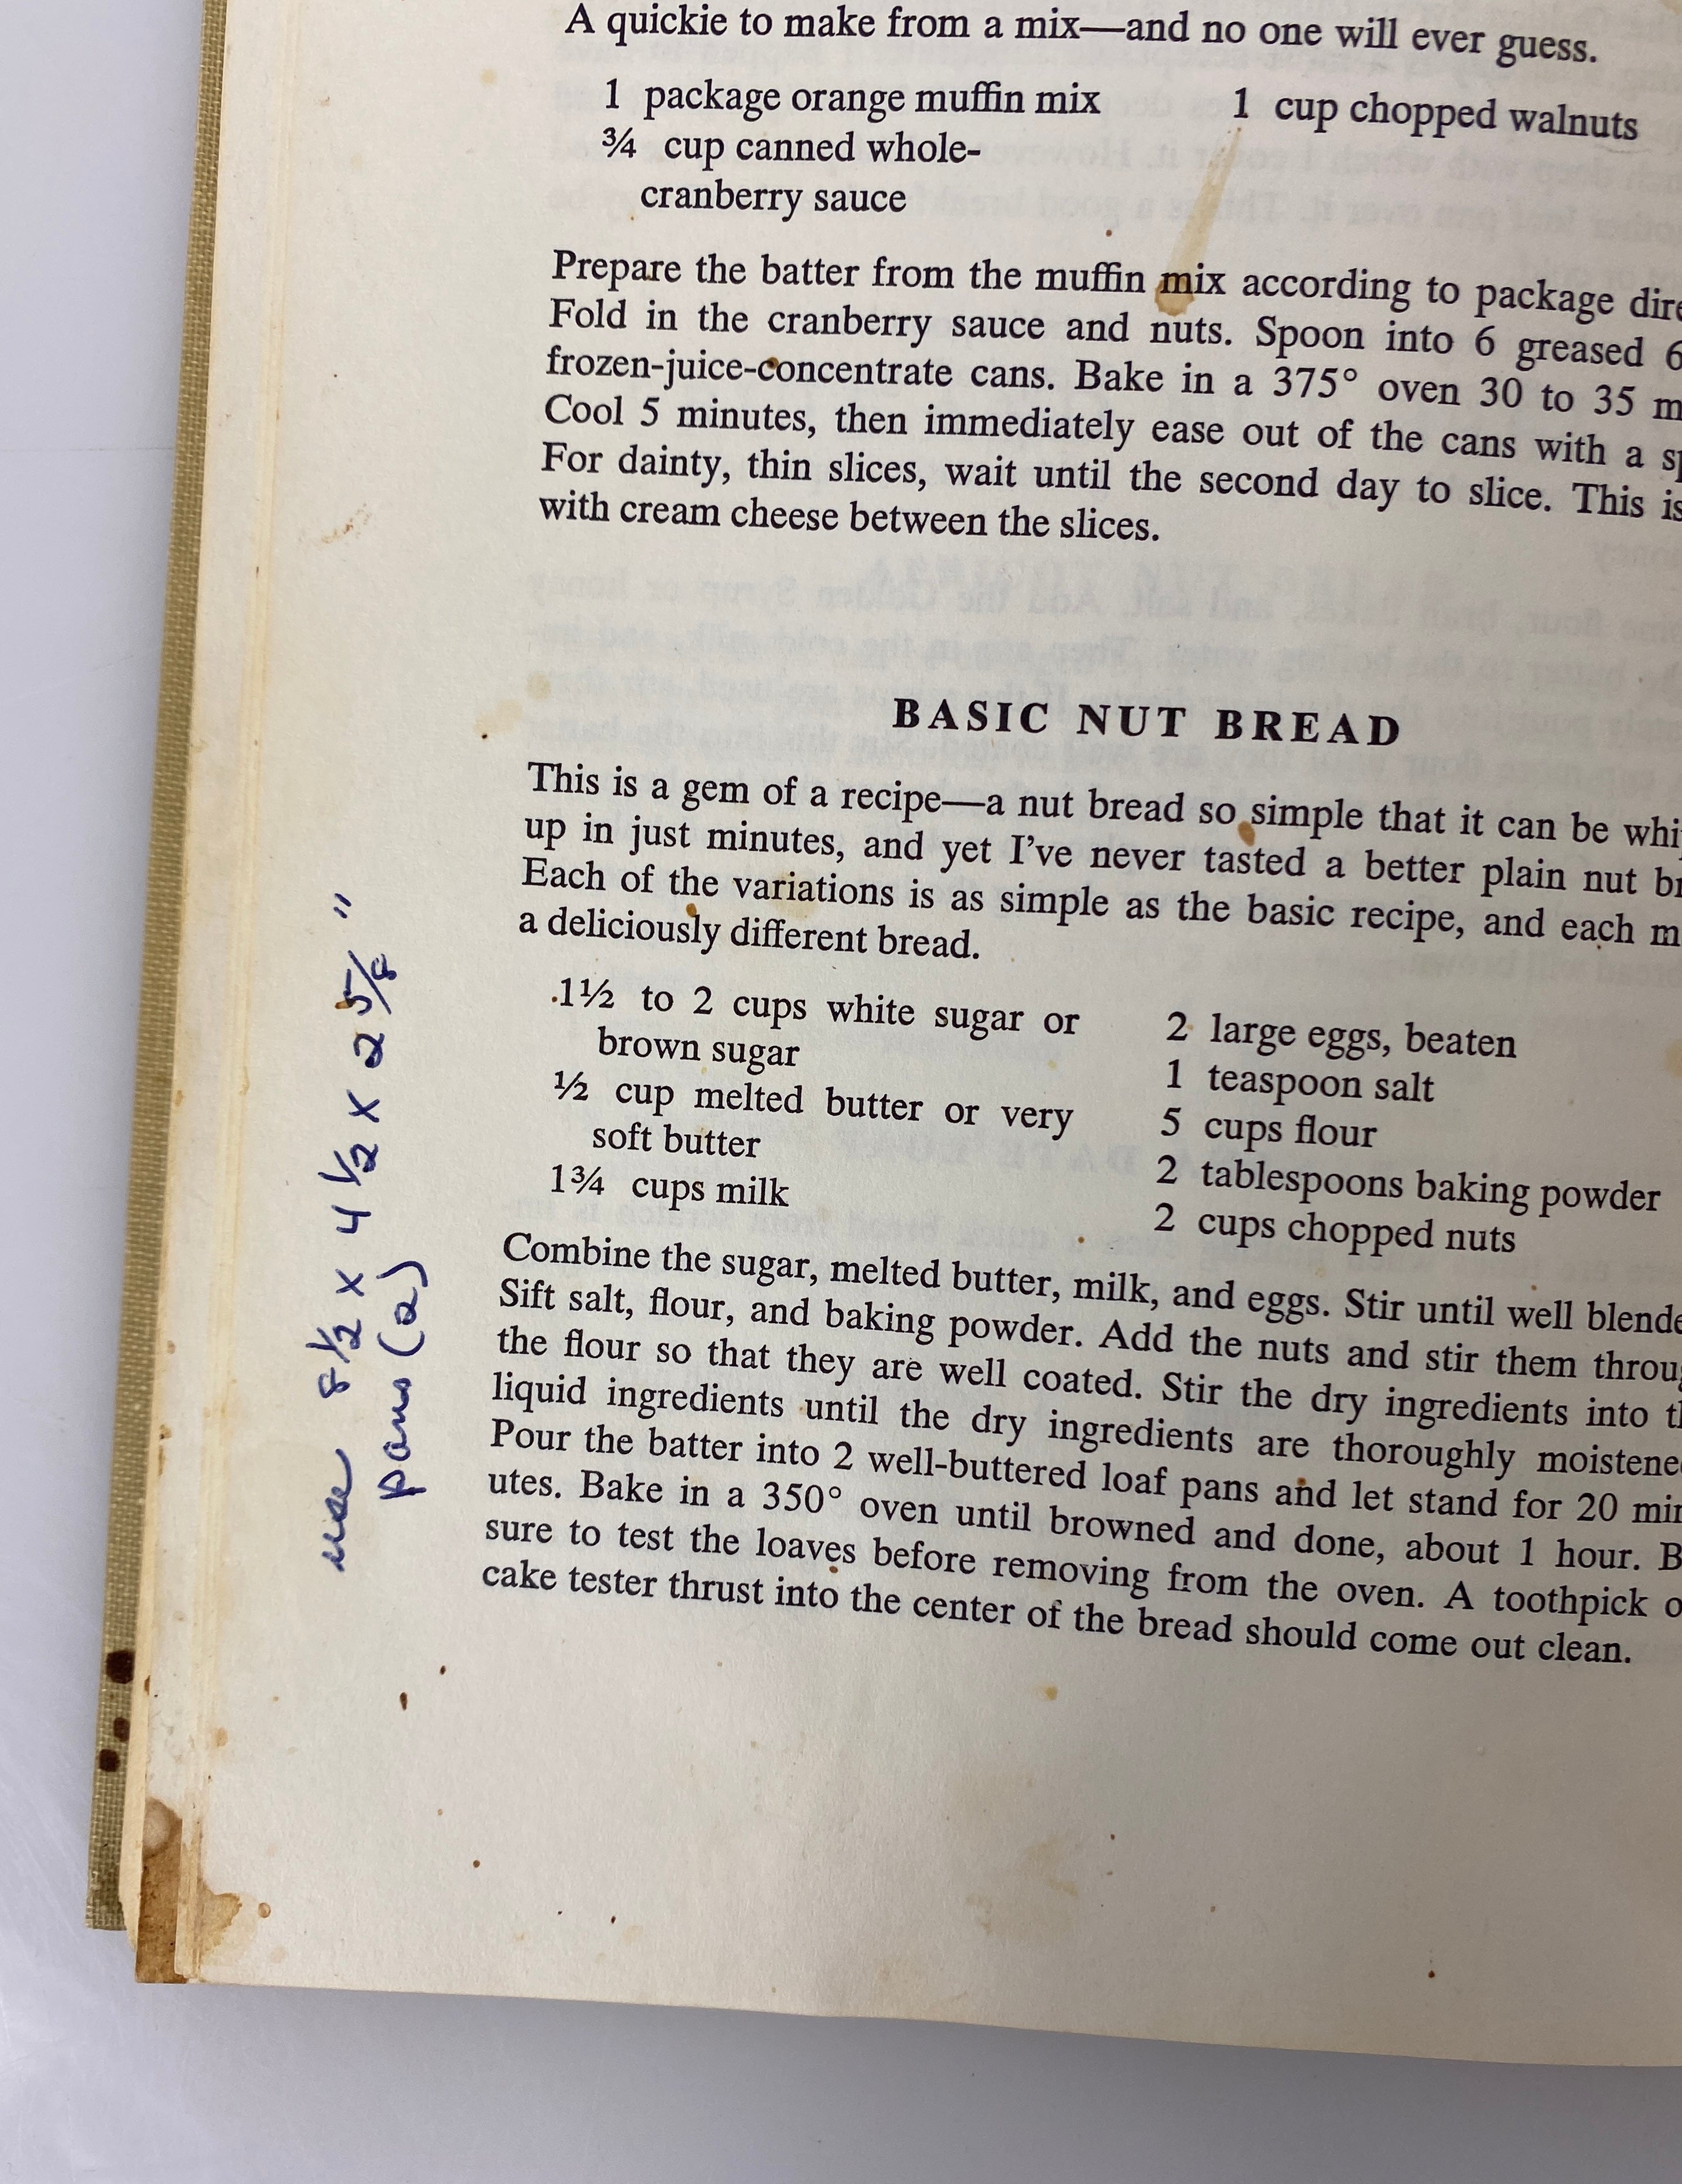 A quickie to make from a mix—and no one will ever guess.
1 package orange muffin mix
¾ cup canned whole-
cranberry sauce
1 cup chopped walnuts
Prepare the batter from the muffin mix according to package
Fold in the cranberry sauce and nuts. Spoon into 6 greased 6
frozen-juice-concentrate cans. Bake in a 375° oven 30 to 35
Cool 5 minutes, then immediately ease out of the cans with a
For dainty, thin slices, wait until the second day to slice. This is
with cream cheese between the slices.
BASIC NUT BREAD
This is a gem of a recipe—a nut bread so simple that it can be
up in just minutes, and yet I've never tasted a better plain nut
Each of the variations is as simple as the basic recipe, and each
a deliciously different bread.
1½ to 2 cups white sugar or
brown sugar
½ cup melted butter or very
soft butter
1¾ cups milk
2 large eggs, beaten
1 teaspoon salt
5 cups flour
2 tablespoons baking powder
2 cups chopped nuts
Combine the sugar, melted butter, milk, and eggs. Stir until well
Sift salt, flour, and baking powder. Add the nuts and stir them
the flour so that they are well coated. Stir the dry ingredients into
liquid ingredients until the dry ingredients are thoroughly
Pour the batter into 2 well-buttered loaf pans and let stand for 20
utes. Bake in a 350° oven until browned and done, about 1 hour.
sure to test the loaves before removing from the oven. A toothpick
cake tester thrust into the center of the bread should come out clean.
use 8½ x 4½ x 2⅝"
pans (2)